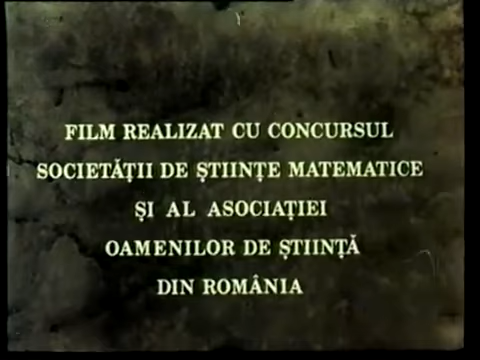 FILM REALIZAT CU CONCURSUL
SOCIETĂȚII DE ȘTIINȚE MATEMATICE
ȘI AL ASOCIAȚIEI
OAMENILOR DE ȘTIINȚĂ
DIN ROMÂNIA